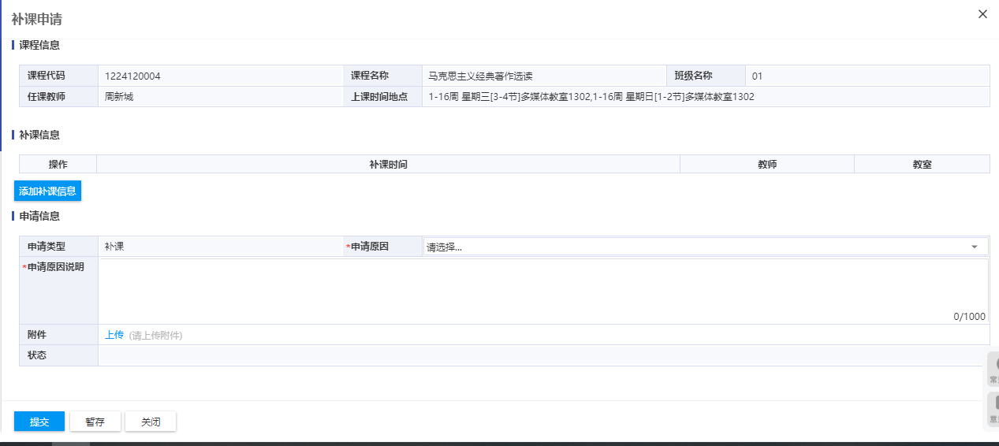 补课申请
课程信息
课程代码 1224120004 课程名称 马克思主义经典著作选读 班级名称 01
任课教师 周新城 上课时间地点 1-16周 星期三[3-4节]多媒体教室1302,1-16周 星期日[1-2节]多媒体教室1302
补课信息
操作 补课时间 教师 教室
添加补课信息
申请信息
申请类型 补课 *申请原因 请选择...
*申请原因说明
0/1000
附件 上传 (请上传附件)
状态
提交 暂存 关闭